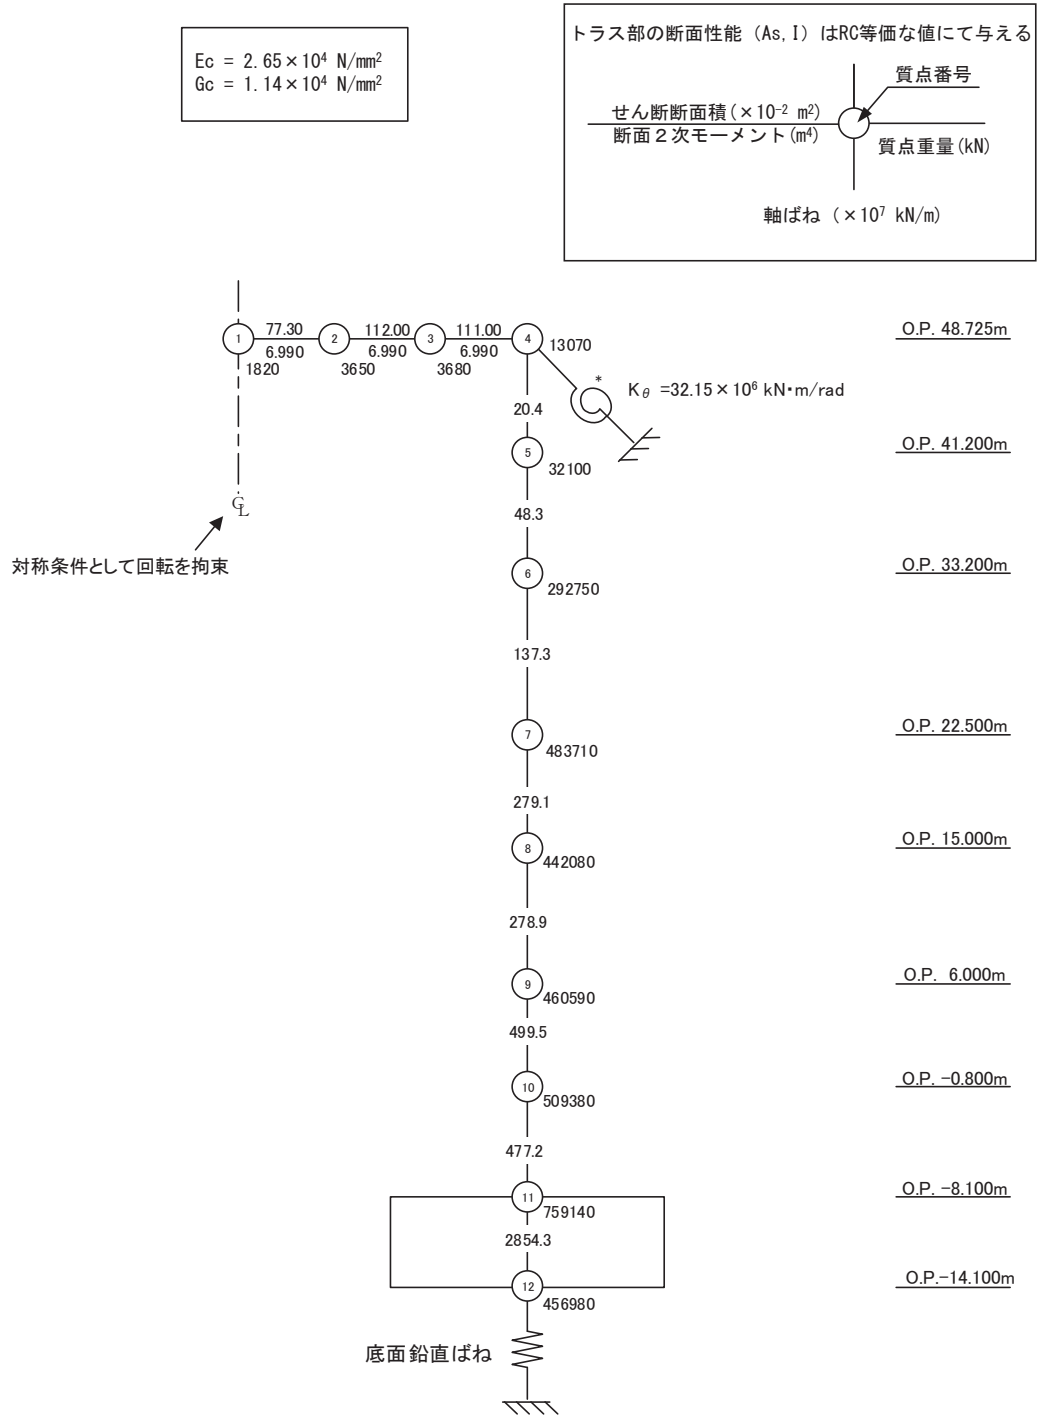 Ec = 2.65×10⁴ N/mm²
Gc = 1.14×10⁴ N/mm²
トラス部の断面性能（As,I）はRC等価な値にて与える
質点番号
せん断断面積(×10⁻² m²)
断面２次モーメント(m⁴)
質点重量(kN)
軸ばね（×10⁷ kN/m)
1 77.30 2 112.00 3 111.00 4 O.P. 48.725m
6.990 6.990 6.990 13070
1820 3650 3680
*
Kθ =32.15×10⁶ kN・m/rad
20.4
5 O.P. 41.200m
32100
48.3
CL
対称条件として回転を拘束
6 O.P. 33.200m
292750
137.3
7 O.P. 22.500m
483710
279.1
8 O.P. 15.000m
442080
278.9
9 O.P. 6.000m
460590
499.5
10 O.P. -0.800m
509380
477.2
11 O.P. -8.100m
759140
2854.3
12 O.P.-14.100m
456980
底面鉛直ばね